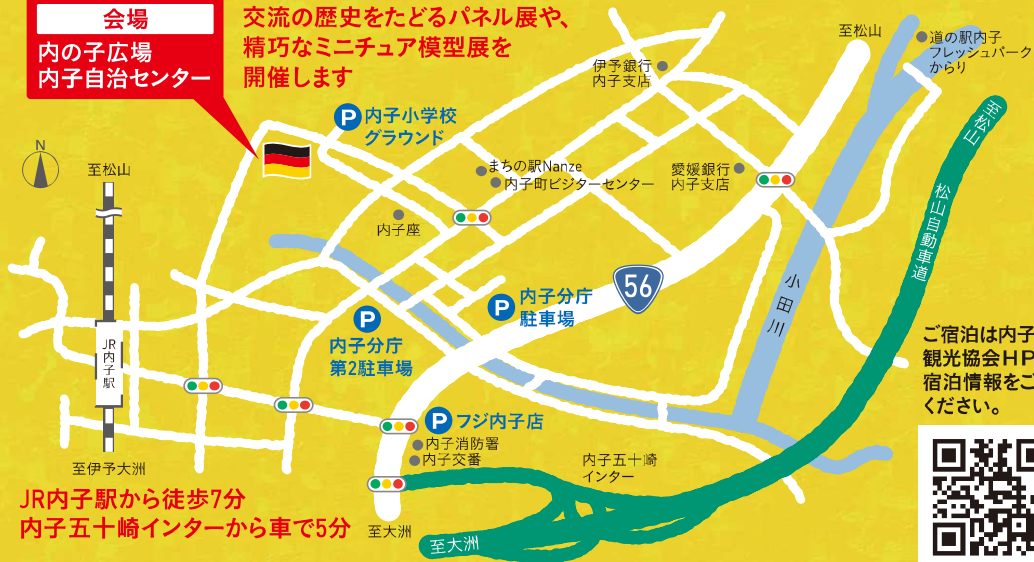 会場
内の子広場
内子自治センター
交流の歴史をたどるパネル展や、
精巧なミニチュア模型展を
開催します
至松山
道の駅内子
フレッシュパーク
からり
伊予銀行
内子支店
P 内子小学校
グラウンド
N
至松山
まちの駅Nanze
内子町ビジターセンター
愛媛銀行
内子支店
至松山
松山自動車道
内子座
56
小田川
P 内子分庁
駐車場
P
内子分庁
第2駐車場
JR内子駅
ご宿泊は内子
観光協会HP
宿泊情報をご
ください。
P フジ内子店
内子消防署
内子交番
内子五十崎
インター
至伊予大洲
JR内子駅から徒歩7分
内子五十崎インターから車で5分
至大洲
至大洲